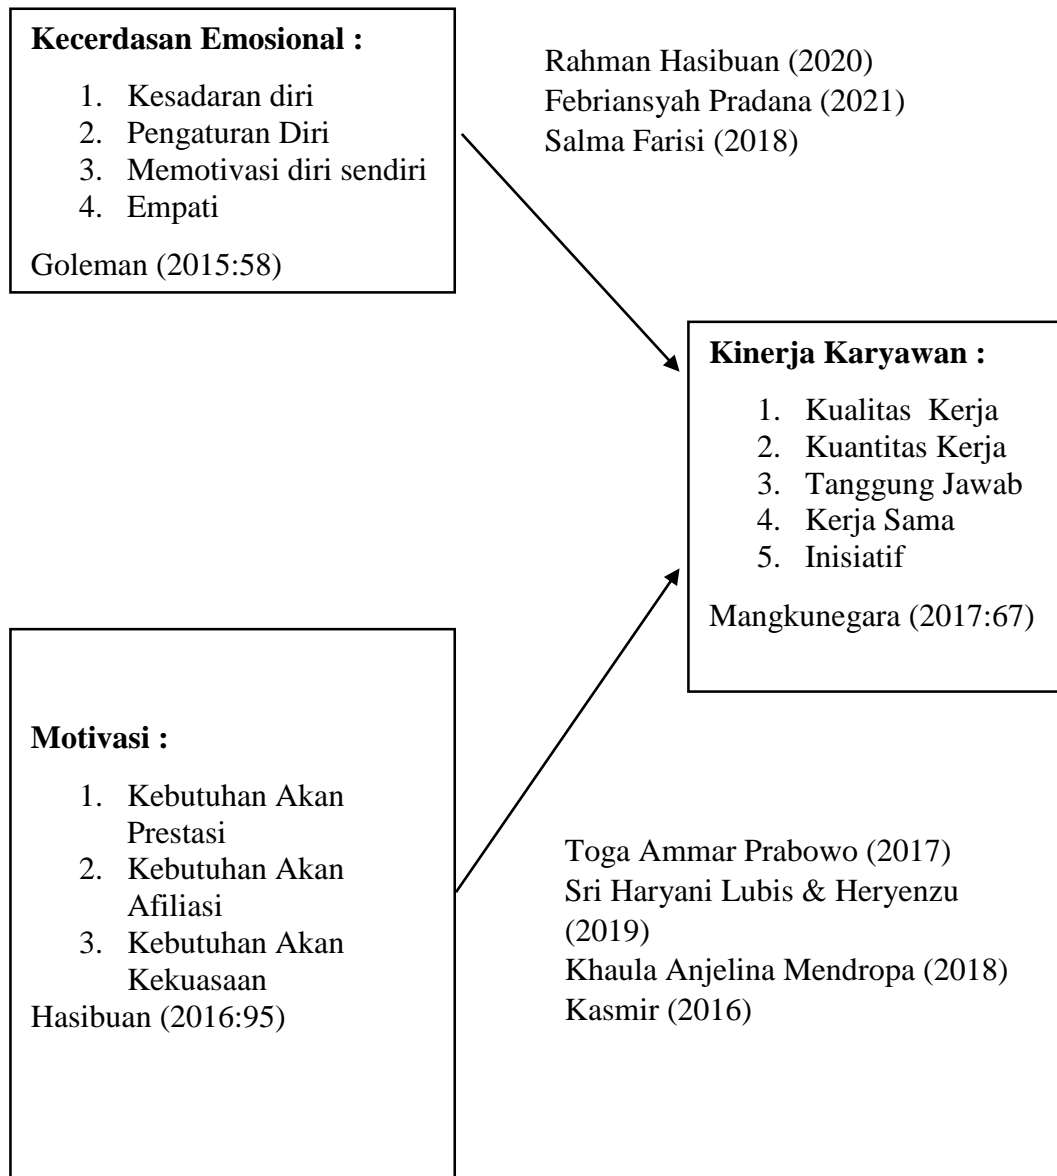 Kecerdasan Emosional :
1. Kesadaran diri
2. Pengaturan Diri
3. Memotivasi diri sendiri
4. Empati
Goleman (2015:58)
Rahman Hasibuan (2020)
Febriansyah Pradana (2021)
Salma Farisi (2018)
Kinerja Karyawan :
1. Kualitas  Kerja
2. Kuantitas Kerja
3. Tanggung Jawab
4. Kerja Sama
5. Inisiatif
Mangkunegara (2017:67)
Motivasi :
1. Kebutuhan Akan
Prestasi
2. Kebutuhan Akan
Afiliasi
3. Kebutuhan Akan
Kekuasaan
Hasibuan (2016:95)
Toga Ammar Prabowo (2017)
Sri Haryani Lubis & Heryenzu
(2019)
Khaula Anjelina Mendropa (2018)
Kasmir (2016)